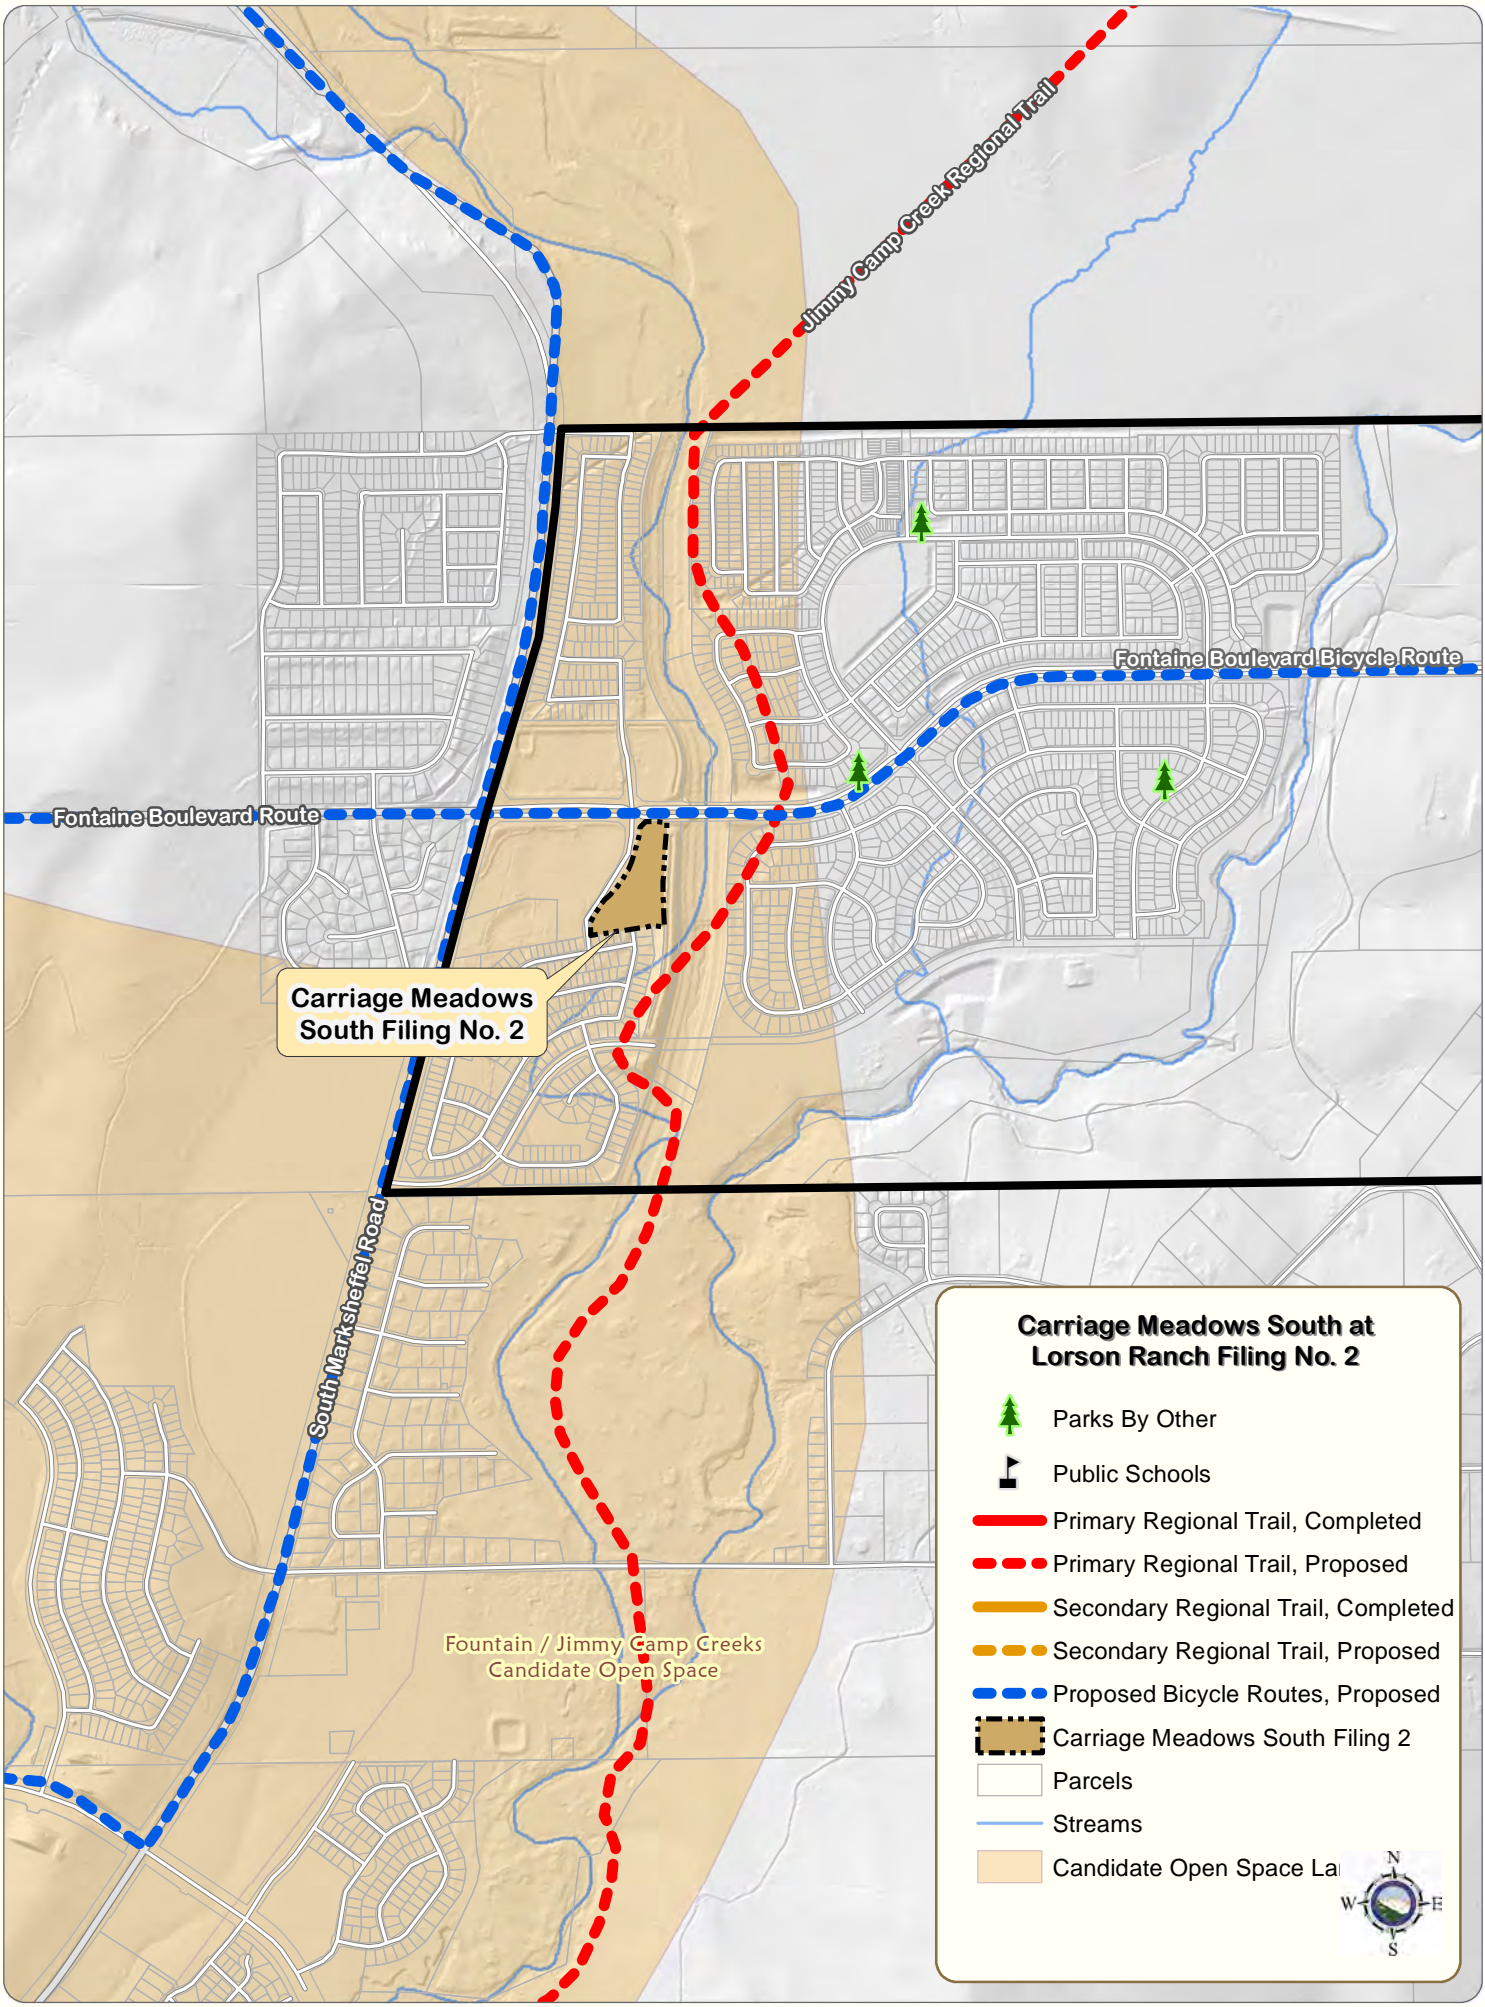 Jimmy Camp Creek Regional Trail
Fontaine Boulevard Bicycle Route
Fontaine Boulevard Route
Carriage Meadows
South Filing No. 2
South Marksheffel Road
Fountain / Jimmy Camp Creeks
Candidate Open Space
Carriage Meadows South at
Lorson Ranch Filing No. 2
Parks By Other
Public Schools
Primary Regional Trail, Completed
Primary Regional Trail, Proposed
Secondary Regional Trail, Completed
Secondary Regional Trail, Proposed
Proposed Bicycle Routes, Proposed
Carriage Meadows South Filing 2
Parcels
Streams
Candidate Open Space La
N
W E
S